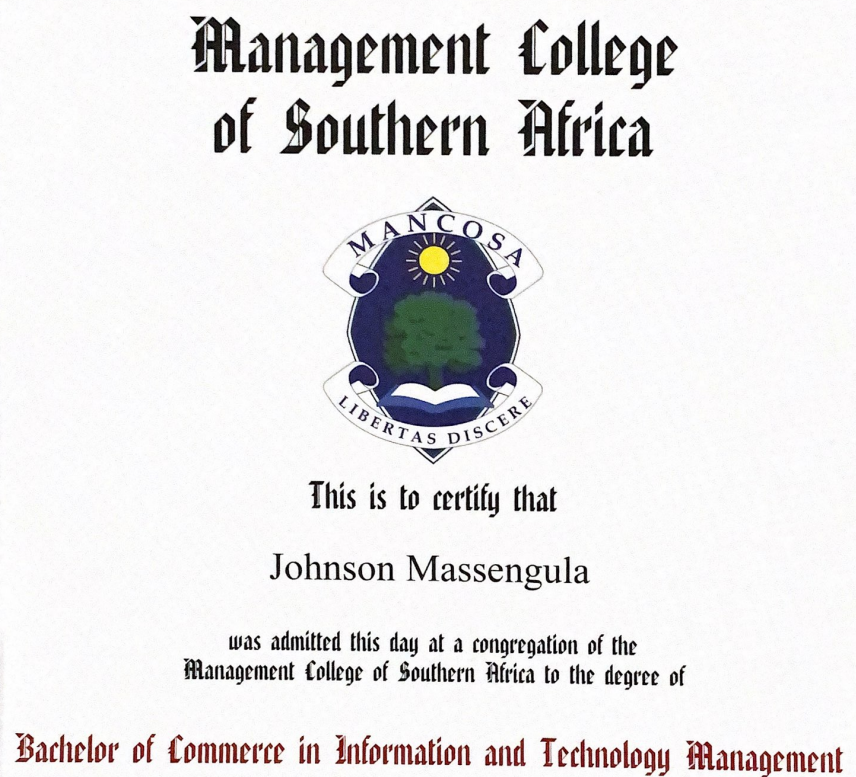 Management College
of Southern Africa
MANCOSA
LIBERTAS DISCERE
This is to certify that
Johnson Massengula
was admitted this day at a congregation of the
Management College of Southern Africa to the degree of
Bachelor of Commerce in Information and Technology Management